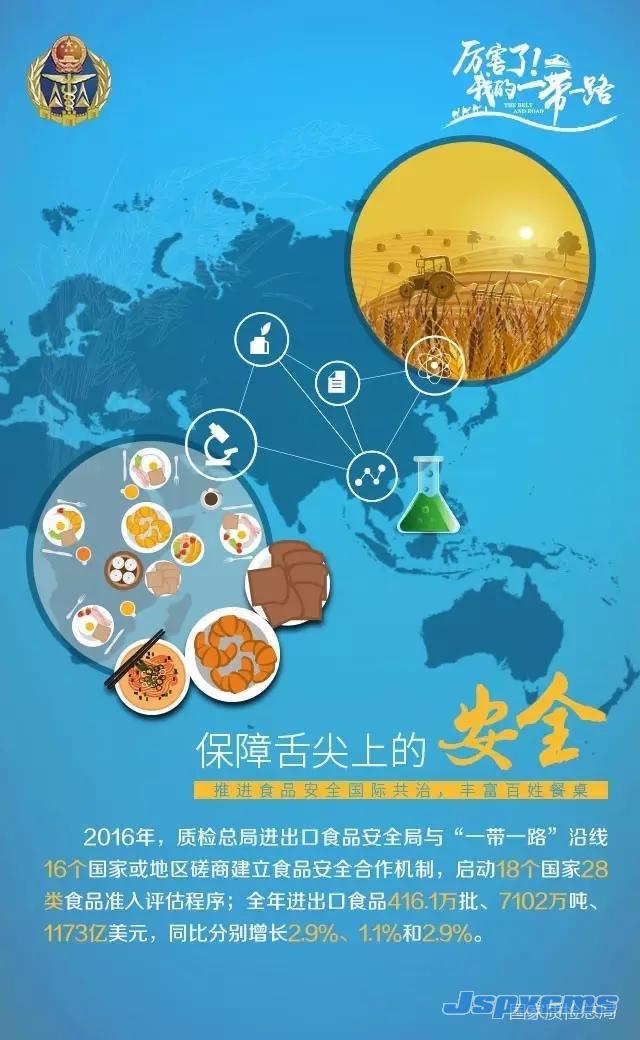 厉害了！
我的一带一路
THE BELT
AND ROAD
保障舌尖上的安全
推进食品安全国际共治，丰富百姓餐桌
2016年，质检总局进出口食品安全局与“一带一路”沿线
16个国家或地区磋商建立食品安全合作机制，启动18个国家28
类食品准入评估程序；全年进出口食品416.1万批、7102万吨、
1173亿美元，同比分别增长2.9%、1.1%和2.9%。
国家质检总局
Jspxcms